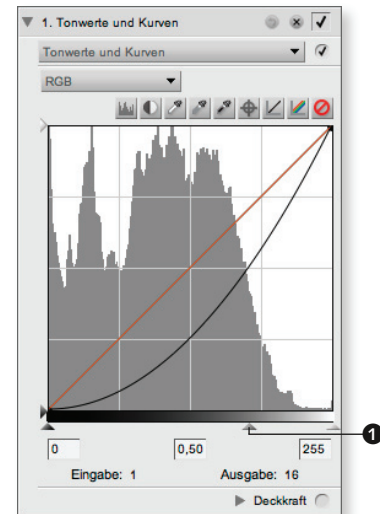 1. Tonwerte und Kurven
Tonwerte und Kurven
RGB
1
0 0,50 255
Eingabe: 1 Ausgabe: 16
Deckkraft